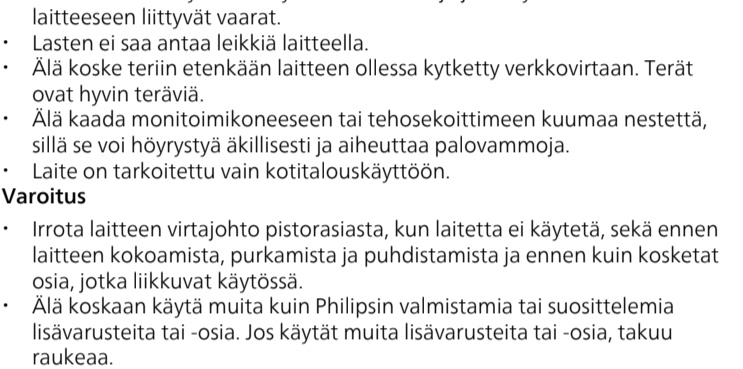 laitteeseen liittyvät vaarat.
• Lasten ei saa antaa leikkiä laitteella.
• Älä koske teriin etenkään laitteen ollessa kytketty verkkovirtaan. Terät
ovat hyvin teräviä.
• Älä kaada monitoimikoneeseen tai tehosekoittimeen kuumaa nestettä,
sillä se voi höyrystyä äkillisesti ja aiheuttaa palovammoja.
• Laite on tarkoitettu vain kotitalouskäyttöön.
Varoitus
• Irrota laitteen virtajohto pistorasiasta, kun laitetta ei käytetä, sekä ennen
laitteen kokoamista, purkamista ja puhdistamista ja ennen kuin kosketat
osia, jotka liikkuvat käytössä.
• Älä koskaan käytä muita kuin Philipsin valmistamia tai suosittelemia
lisävarusteita tai -osia. Jos käytät muita lisävarusteita tai -osia, takuu
raukeaa.